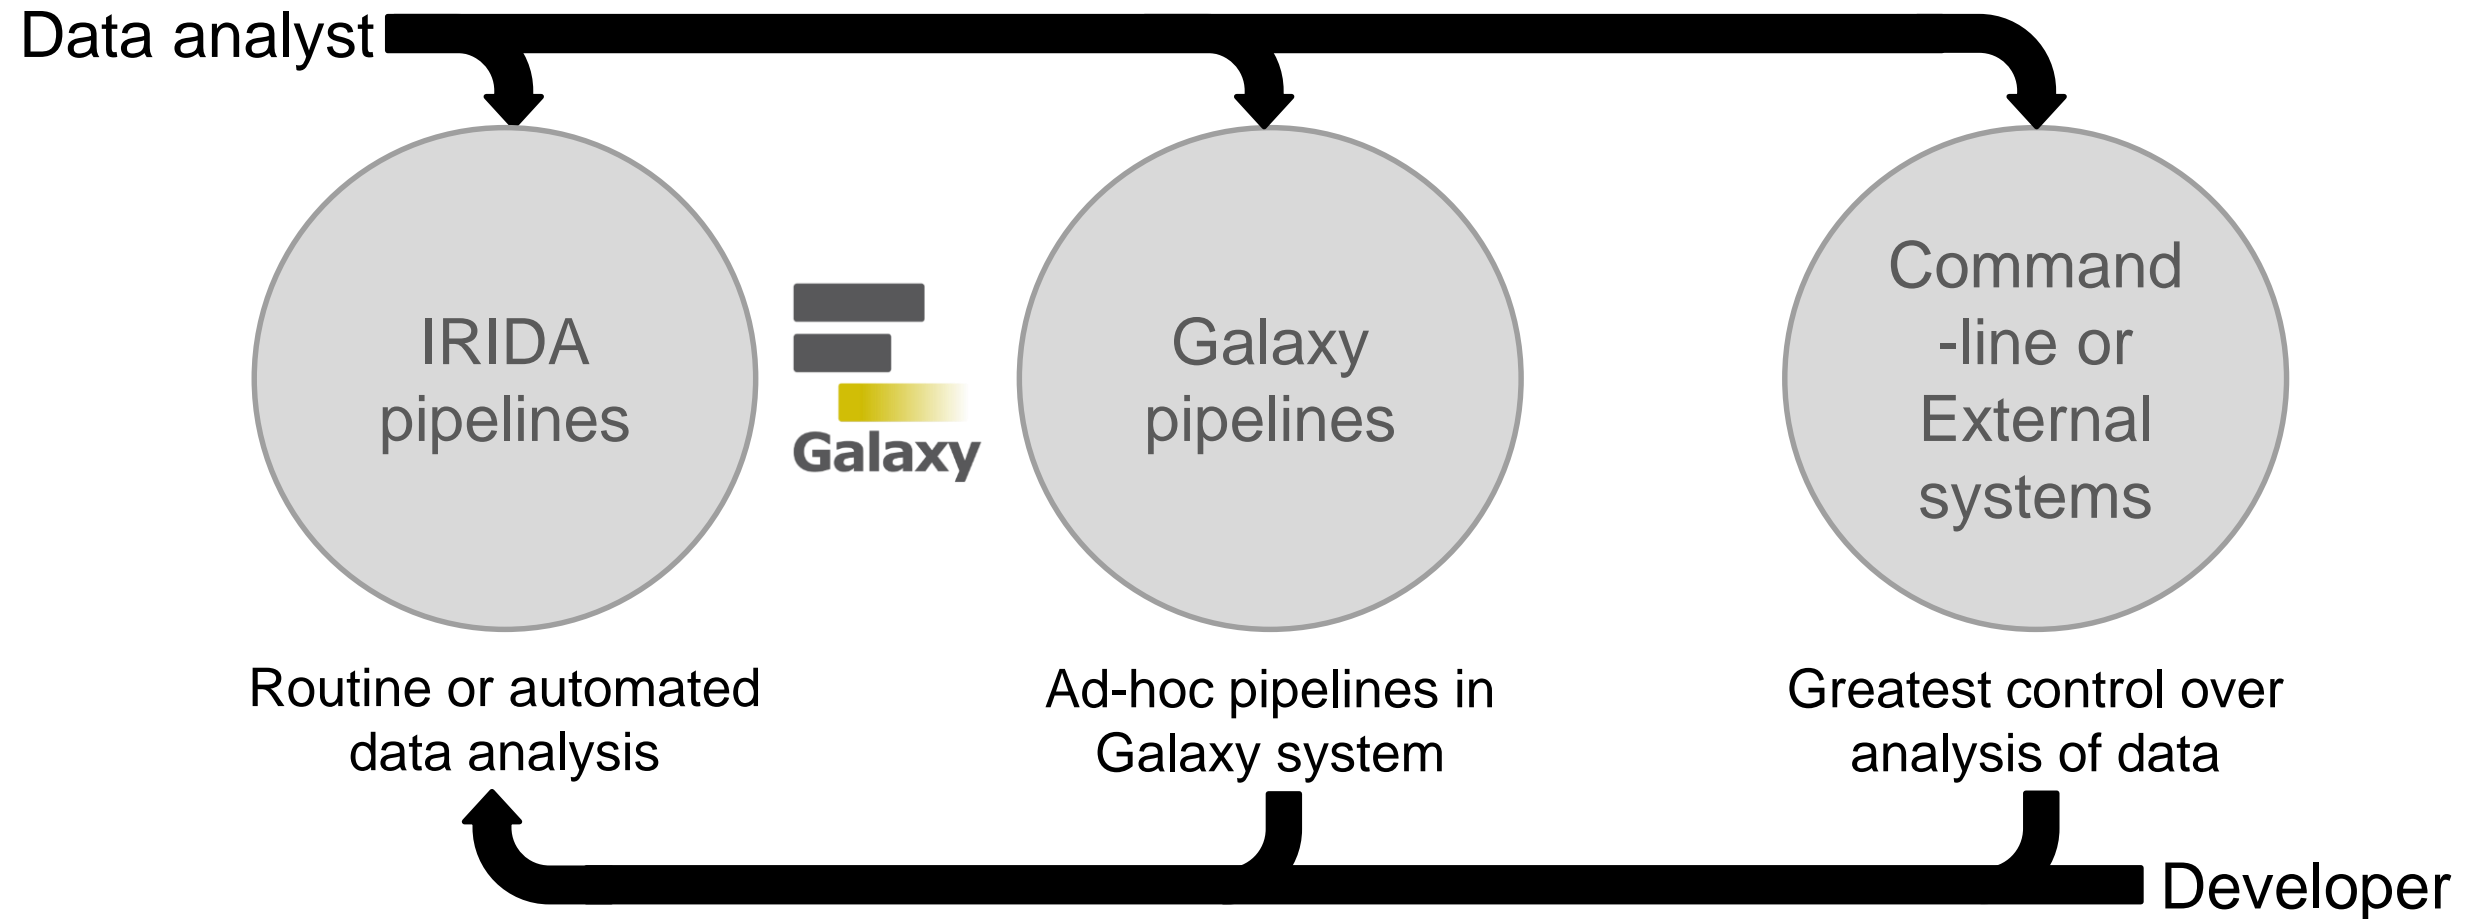 Data analyst
IRIDA
pipelines
Galaxy
Galaxy
pipelines
Command
-line or
External
systems
Routine or automated
data analysis
Ad-hoc pipelines in
Galaxy system
Greatest control over
analysis of data
Developer